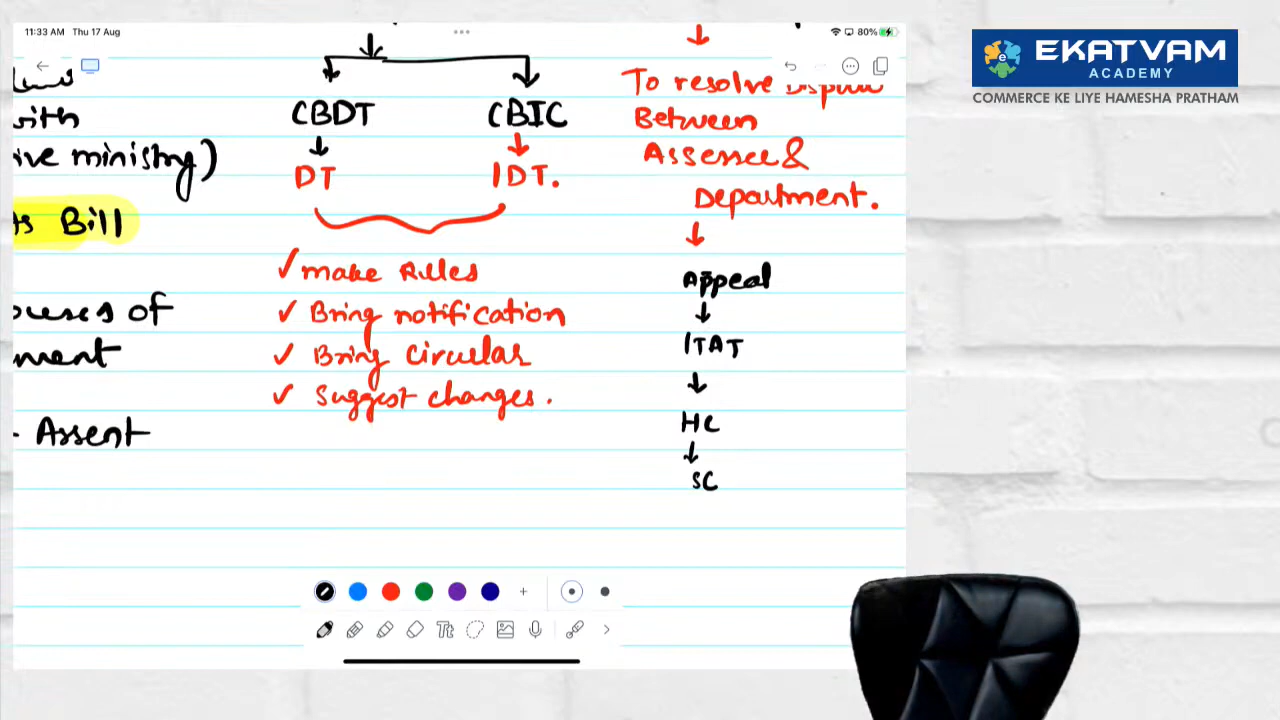 11:33 AM Thu 17 Aug
80%
EKATVAM
ACADEMY
COMMERCE KE LIYE HAMESHA PRATHAM
with
ive ministry)
Bill
of
ment
- Assent
CBDT CBIC
DT IDT.
✓ make Rules
✓ Bring notification
✓ Bring circular
✓ Suggest changes.
To resolve
Between
Assessee &
Department.
Appeal
ITAT
HC
SC
Tt